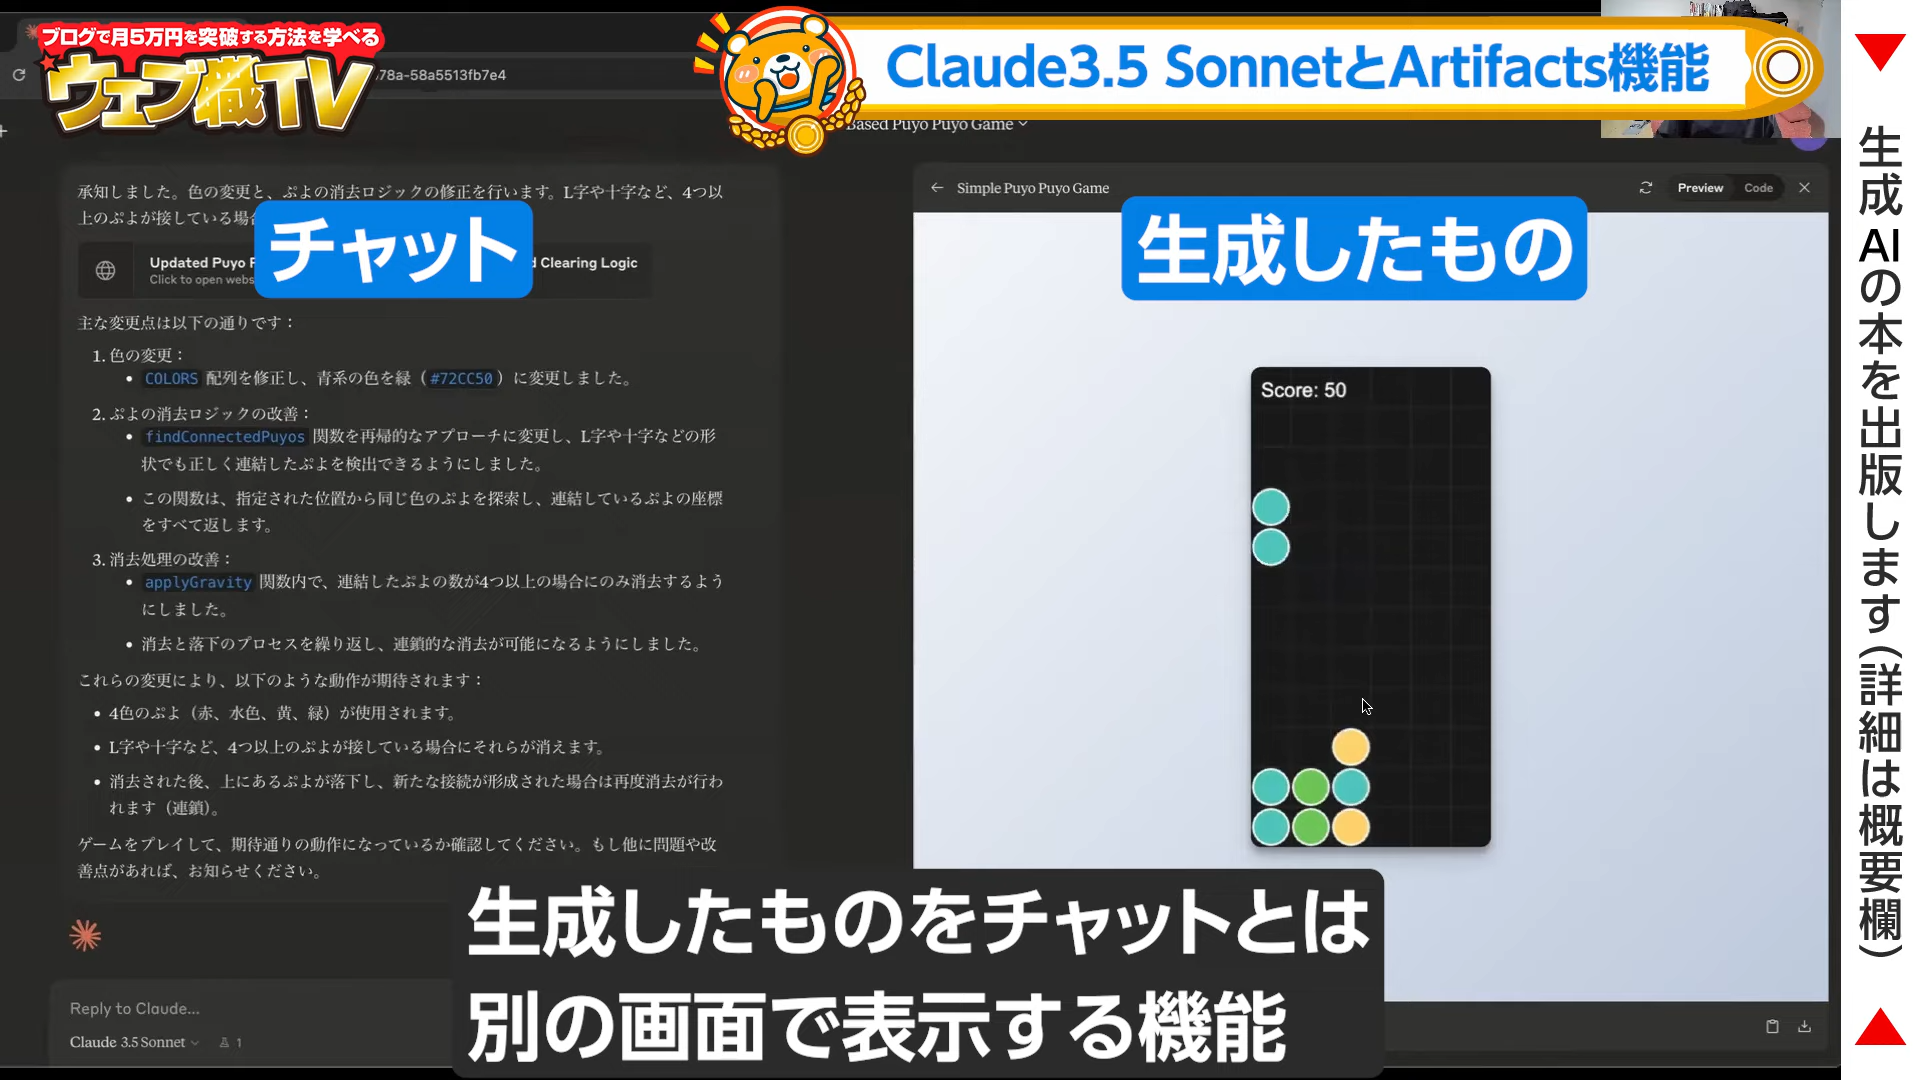 ブログで月5万円を突破する方法を学べる
ウェブ職TV
78a-58a5513fb7e4
Claude3.5 SonnetとArtifacts機能
Based Puyo Puyo Game
承知しました。色の変更と、ぷよの消去ロジックの修正を行います。L字や十字など、4つ以
上のぷよが接している場合
チャット
Updated Puyo
d Clearing Logic
Click to open webs
主な変更点は以下の通りです：
1. 色の変更：
• COLORS 配列を修正し、青系の色を緑（#72CC50）に変更しました。
2. ぷよの消去ロジックの改善：
• findConnectedPuyos 関数を再帰的なアプローチに変更し、L字や十字などの形
状でも正しく連結したぷよを検出できるようにしました。
• この関数は、指定された位置から同じ色のぷよを探索し、連結しているぷよの座標
をすべて返します。
3. 消去処理の改善：
• applyGravity 関数内で、連結したぷよの数が4つ以上の場合にのみ消去するよう
にしました。
• 消去と落下のプロセスを繰り返し、連鎖的な消去が可能になるようにしました。
これらの変更により、以下のような動作が期待されます：
• 4色のぷよ（赤、水色、黄、緑）が使用されます。
• L字や十字など、4つ以上のぷよが接している場合にそれらが消えます。
• 消去された後、上にあるぷよが落下し、新たな接続が形成された場合は再度消去が行わ
れます（連鎖）。
ゲームをプレイして、期待通りの動作になっているか確認してください。もし他に問題や改
善点があれば、お知らせください。
Reply to Claude...
Claude 3.5 Sonnet
1
Simple Puyo Puyo Game
Preview
Code
生成したもの
Score: 50
生成したものをチャットとは
別の画面で表示する機能
生成AIの本を出版します(詳細は概要欄)